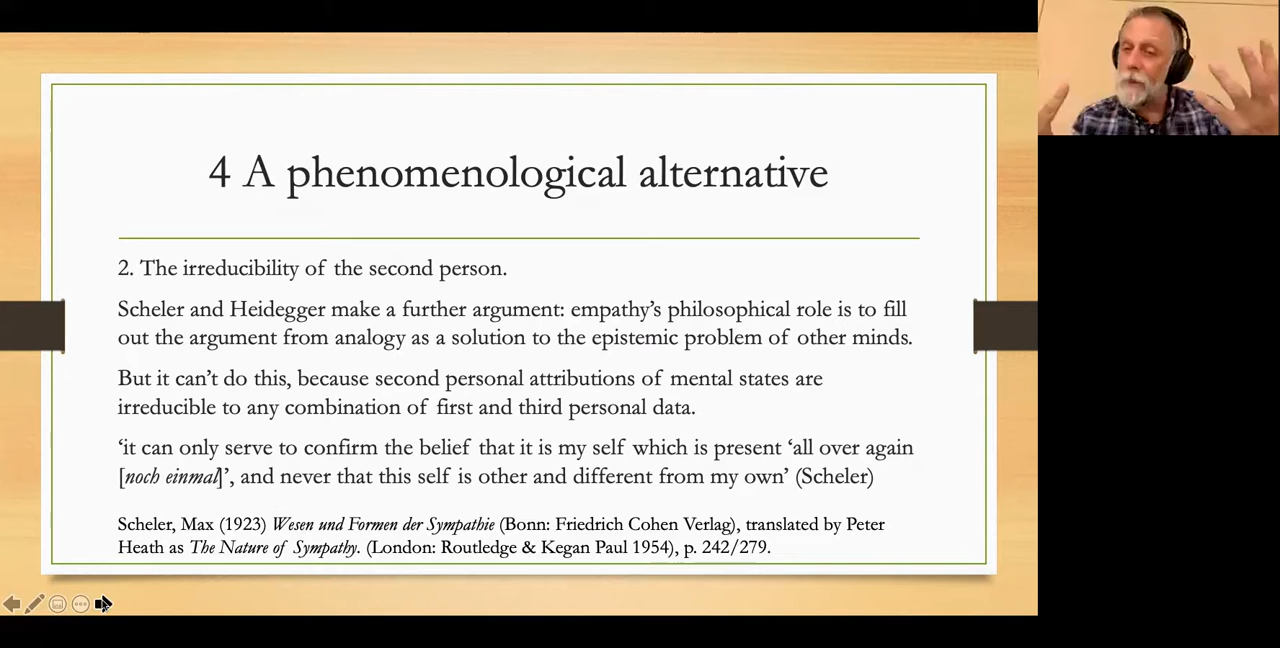 4 A phenomenological alternative
2. The irreducibility of the second person.
Scheler and Heidegger make a further argument: empathy’s philosophical role is to fill
out the argument from analogy as a solution to the epistemic problem of other minds.
But it can’t do this, because second personal attributions of mental states are
irreducible to any combination of first and third personal data.
‘it can only serve to confirm the belief that it is my self which is present ‘all over again
[noch einmal]’, and never that this self is other and different from my own’ (Scheler)
Scheler, Max (1923) Wesen und Formen der Sympathie (Bonn: Friedrich Cohen Verlag), translated by Peter
Heath as The Nature of Sympathy. (London: Routledge & Kegan Paul 1954), p. 242/279.